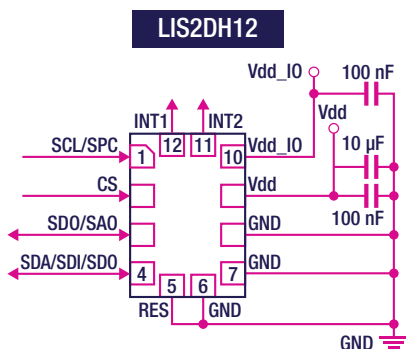 LIS2DH12
Vdd_IO
100 nF
Vdd
INT1
INT2
12
11
10 µF
SCL/SPC
1
10
Vdd_IO
CS
Vdd
100 nF
SDO/SAO
GND
SDA/SDI/SDO
4
7
GND
5
6
RES
GND
GND